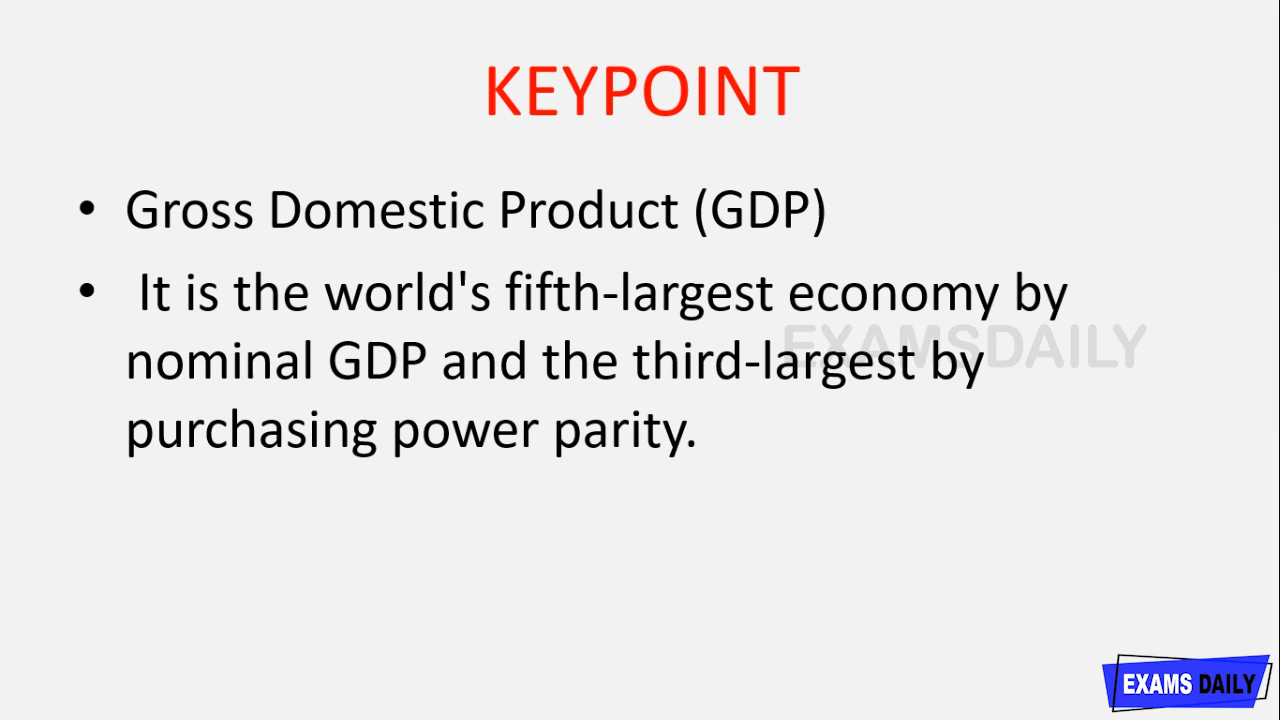 KEYPOINT
• Gross Domestic Product (GDP)
• It is the world's fifth-largest economy by
nominal GDP and the third-largest by
purchasing power parity.
EXAMSDAILY
EXAMS DAILY